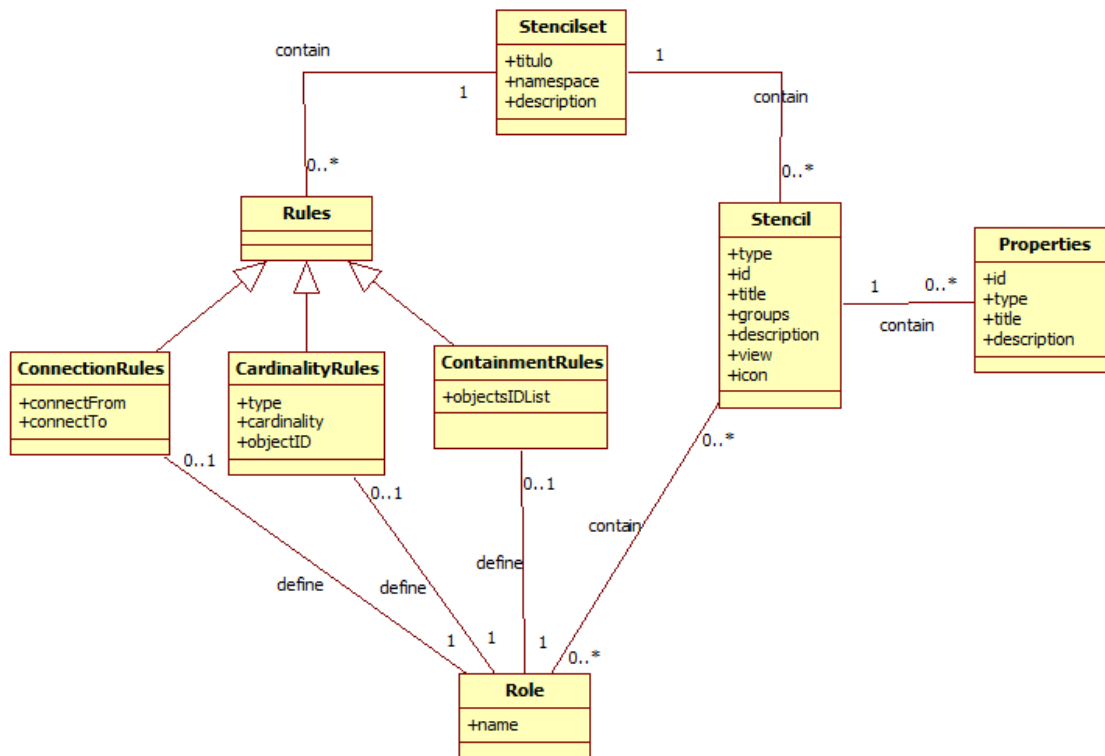 Stencilset
+titulo
+namespace
+description
contain
1
0..*
1
contain
0..*
Rules
Stencil
+type
+id
+title
+groups
+description
+view
+icon
Properties
+id
+type
+title
+description
1
0..*
contain
ConnectionRules
+connectFrom
+connectTo
CardinalityRules
+type
+cardinality
+objectID
ContainmentRules
+objectsIDList
0..1
0..1
0..1
0..*
contain
define
define
define
1
1
1
0..*
Role
+name